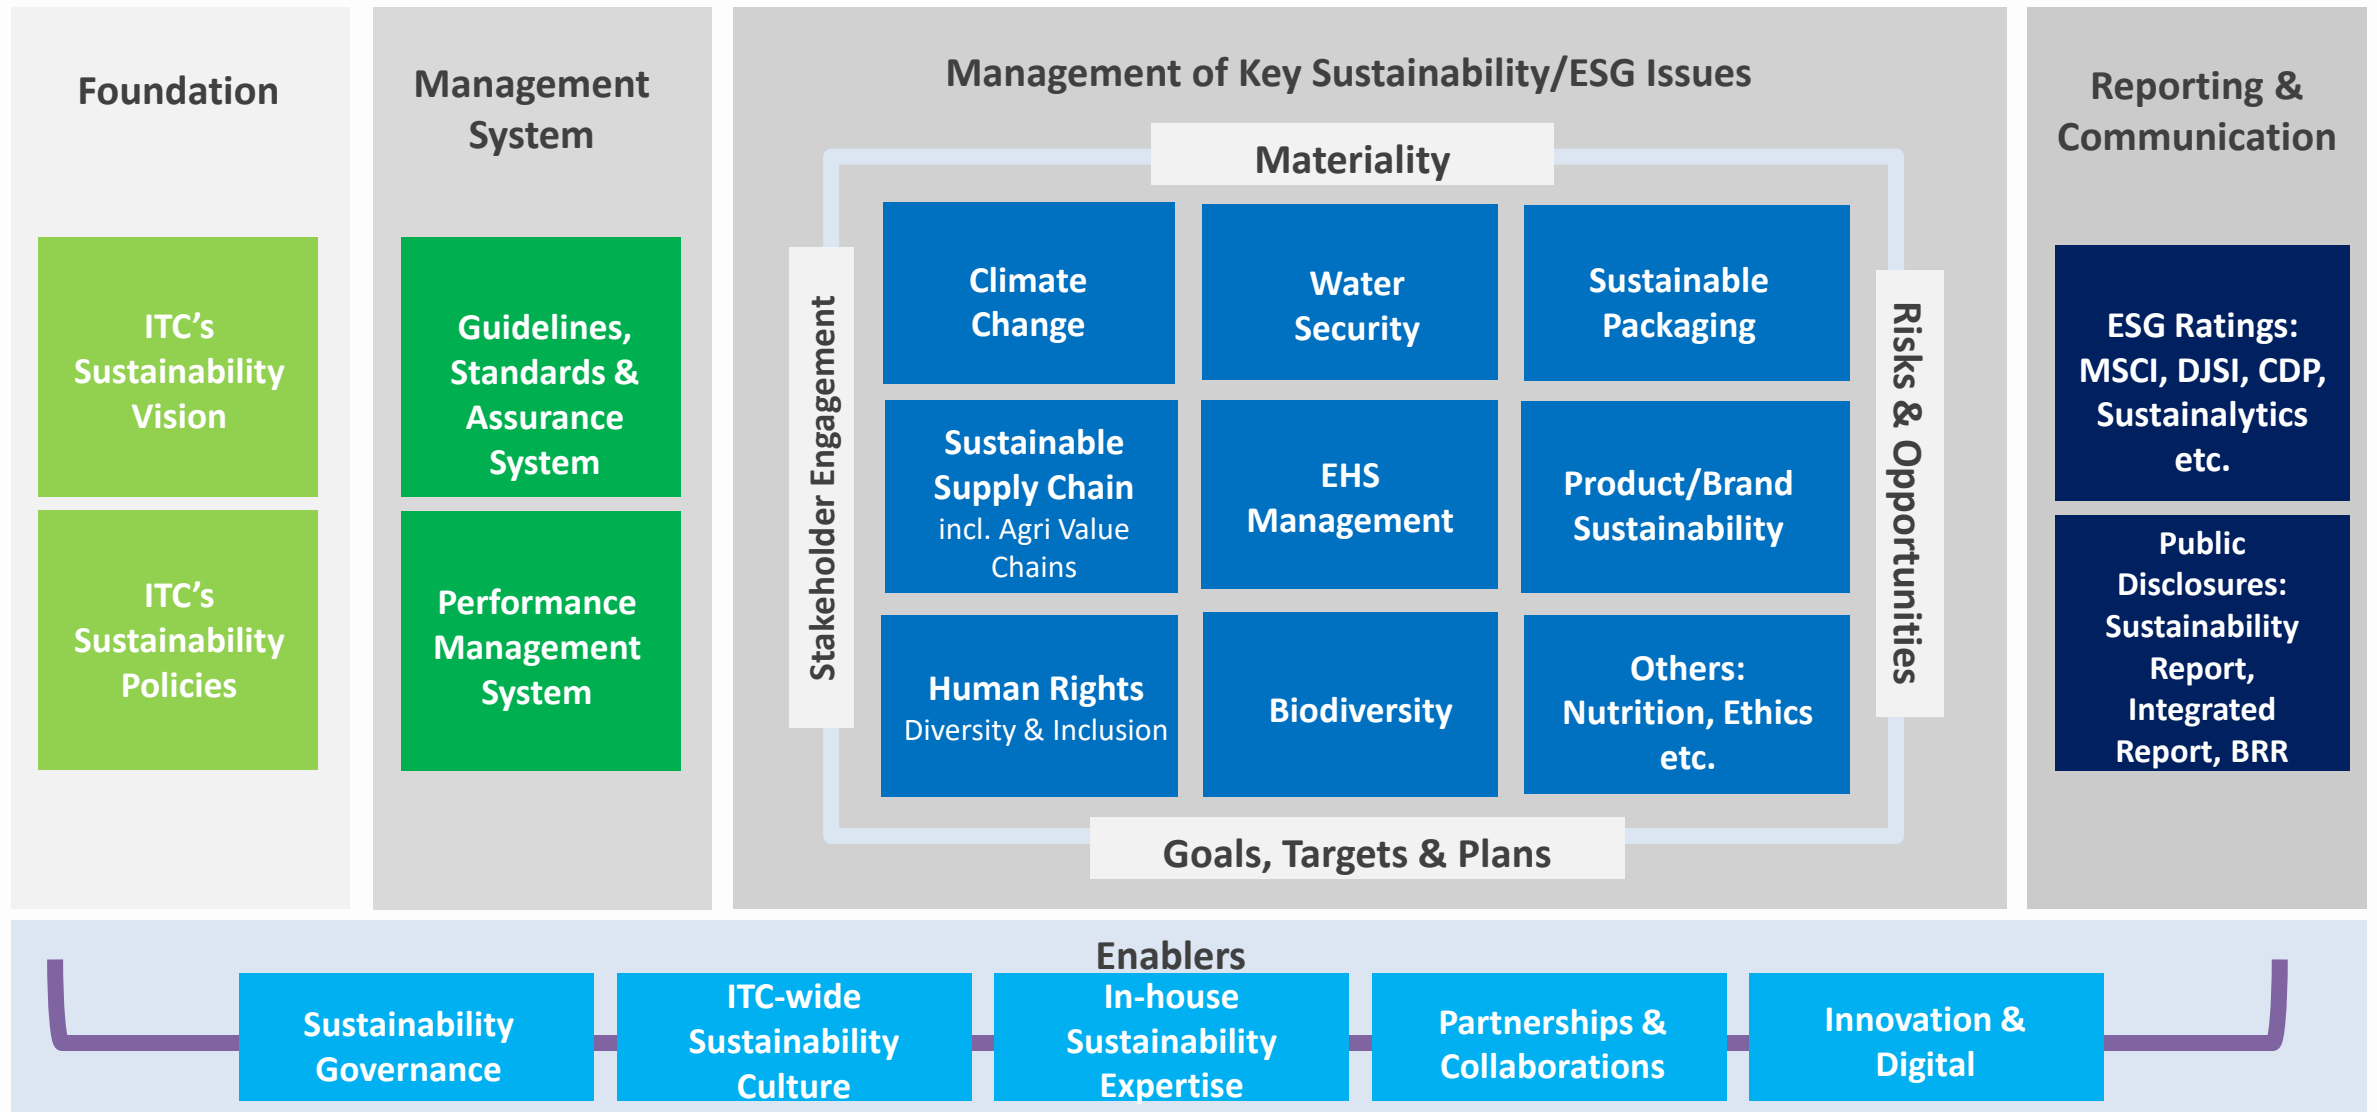 Foundation
ITC’s
Sustainability
Vision
ITC’s
Sustainability
Policies
Management
System
Guidelines,
Standards &
Assurance
System
Performance
Management
System
Management of Key Sustainability/ESG Issues
Materiality
Stakeholder Engagement
Climate
Change
Water
Security
Sustainable
Packaging
Sustainable
Supply Chain
incl. Agri Value
Chains
EHS
Management
Product/Brand
Sustainability
Human Rights
Diversity & Inclusion
Biodiversity
Others:
Nutrition, Ethics
etc.
Risks & Opportunities
Goals, Targets & Plans
Reporting &
Communication
ESG Ratings:
MSCI, DJSI, CDP,
Sustainalytics
etc.
Public
Disclosures:
Sustainability
Report,
Integrated
Report, BRR
Enablers
Sustainability
Governance
ITC-wide
Sustainability
Culture
In-house
Sustainability
Expertise
Partnerships &
Collaborations
Innovation &
Digital